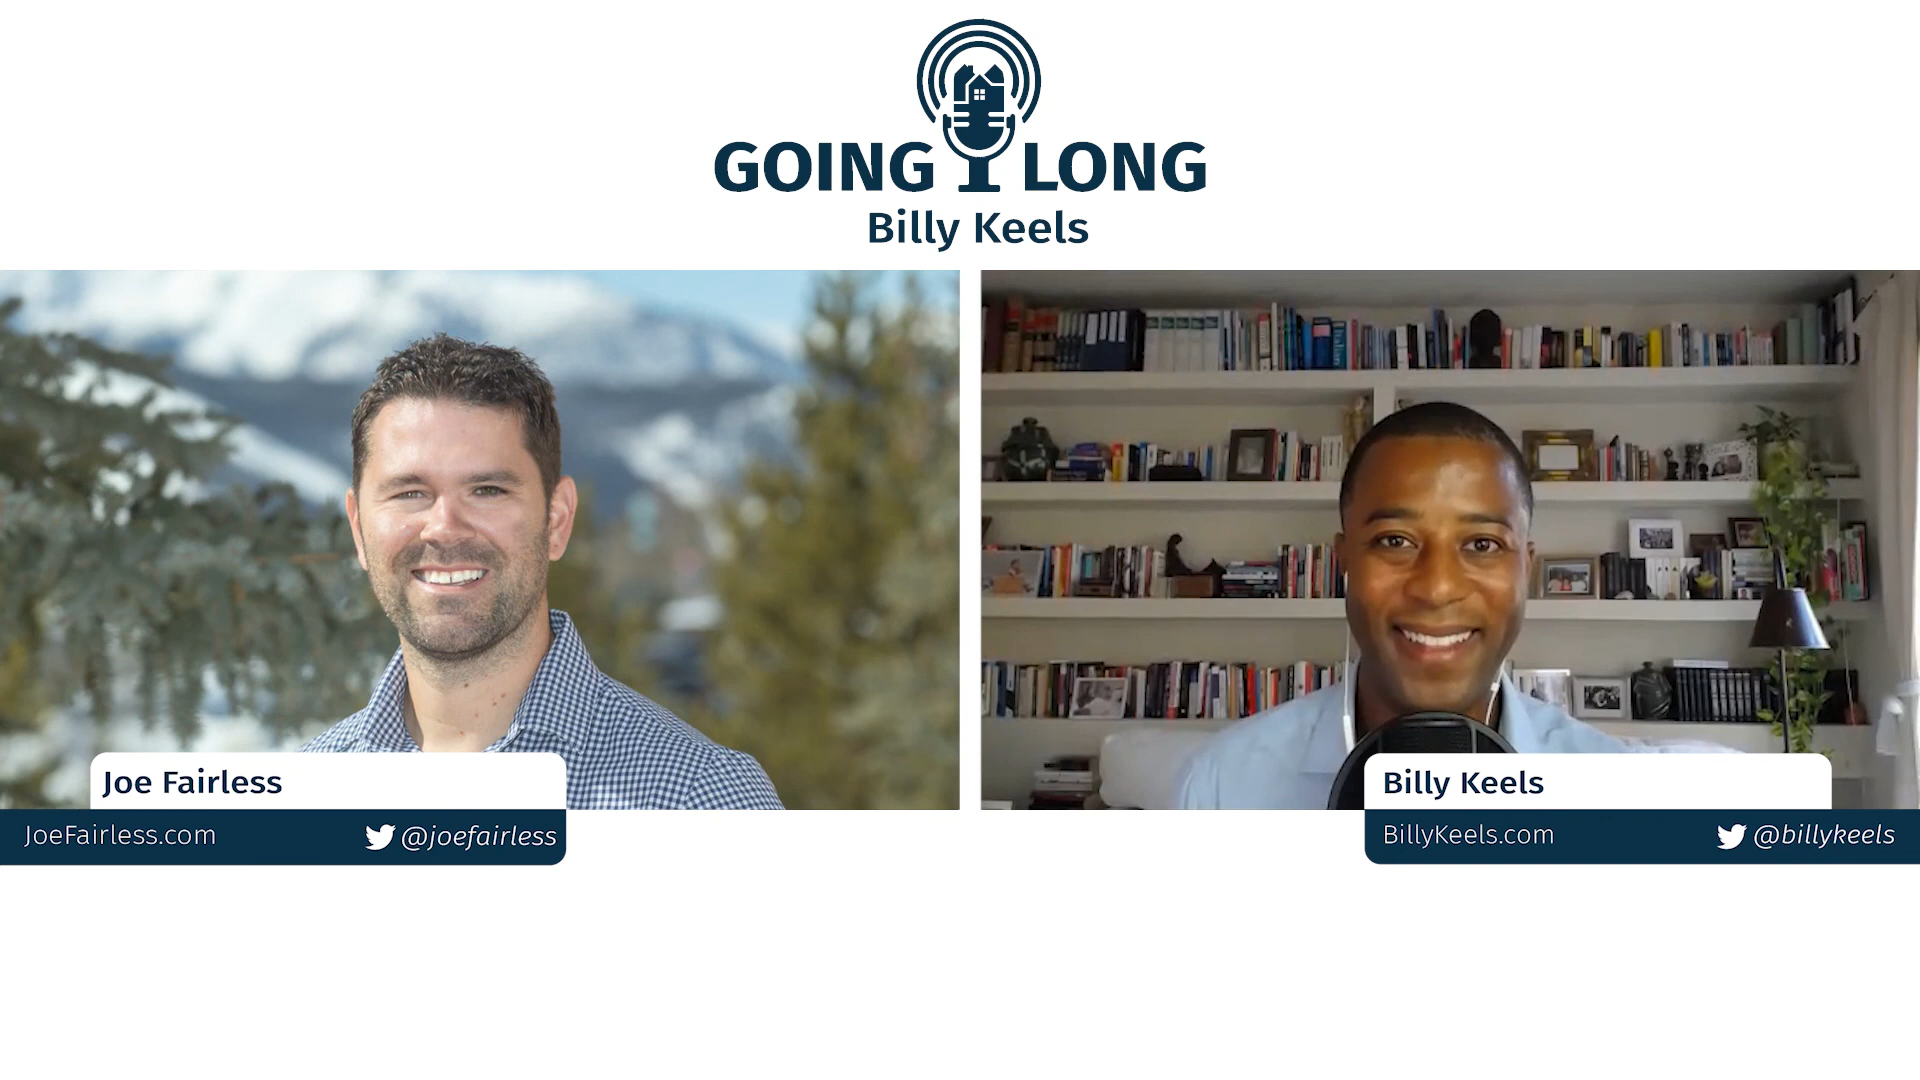 GOING LONG
Billy Keels
Joe Fairless
JoeFairless.com
@joefairless
Billy Keels
BillyKeels.com
@billykeels